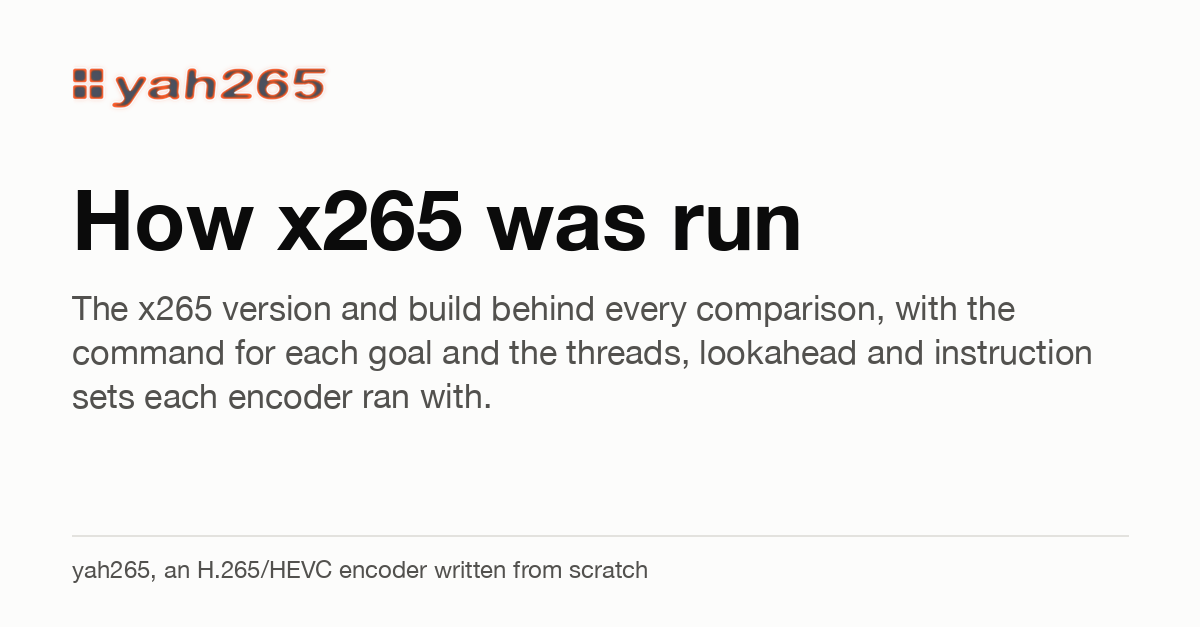 yah265
How x265 was run
The x265 version and build behind every comparison, with the
command for each goal and the threads, lookahead and instruction
sets each encoder ran with.
yah265, an H.265/HEVC encoder written from scratch